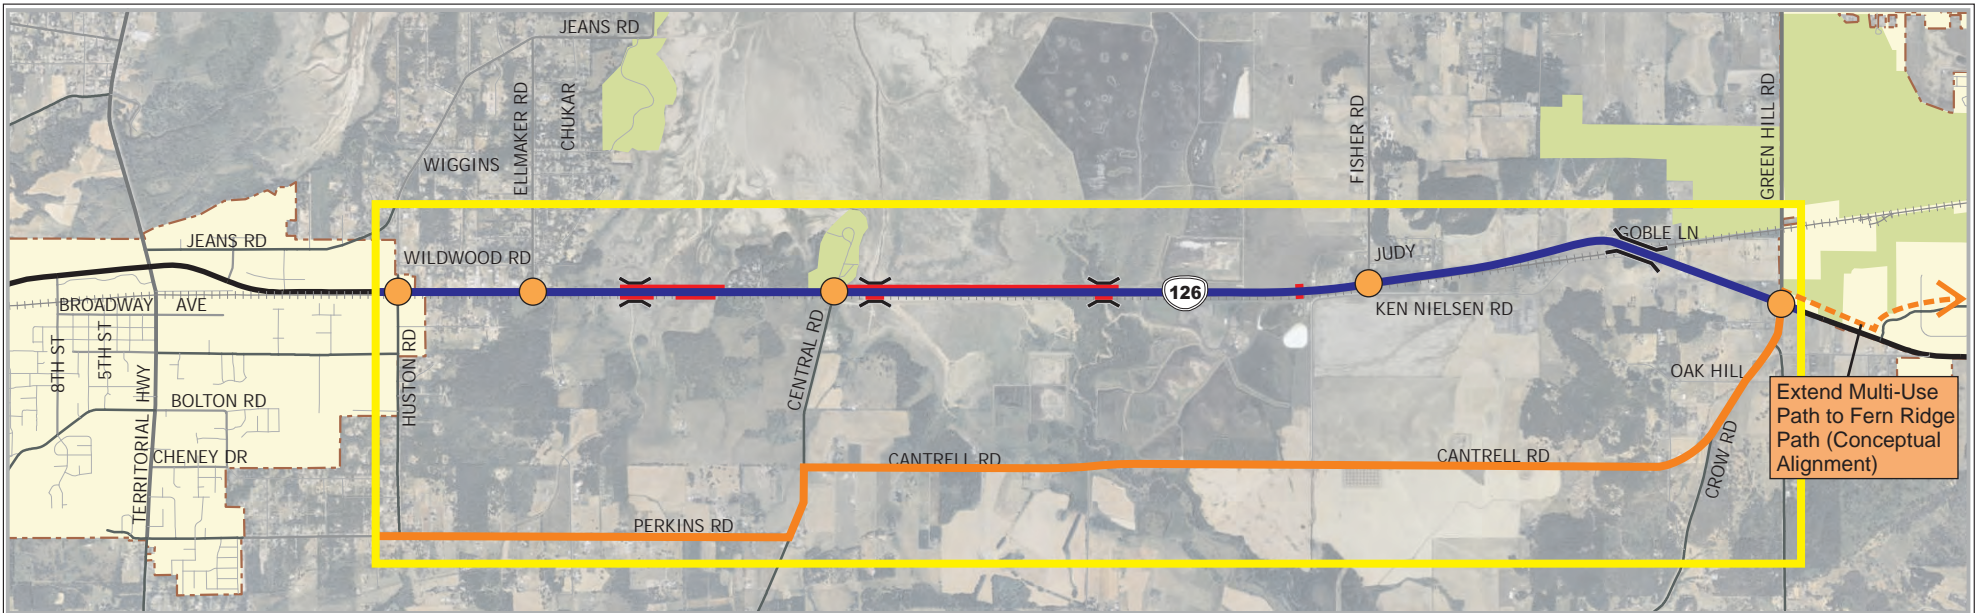 JEANS RD
WIGGINS
ELLMAKER RD
CHUKAR
FISHER RD
GREEN HILL RD
JEANS RD
WILDWOOD RD
JUDY
GOBLE LN
126
BROADWAY AVE
KEN NIELSEN RD
8TH ST
5TH ST
TERRITORIAL HWY
HUSTON RD
CENTRAL RD
OAK HILL
BOLTON RD
CHENEY DR
CANTRELL RD
CANTRELL RD
CROW RD
PERKINS RD
Extend Multi-Use
Path to Fern Ridge
Path (Conceptual
Alignment)